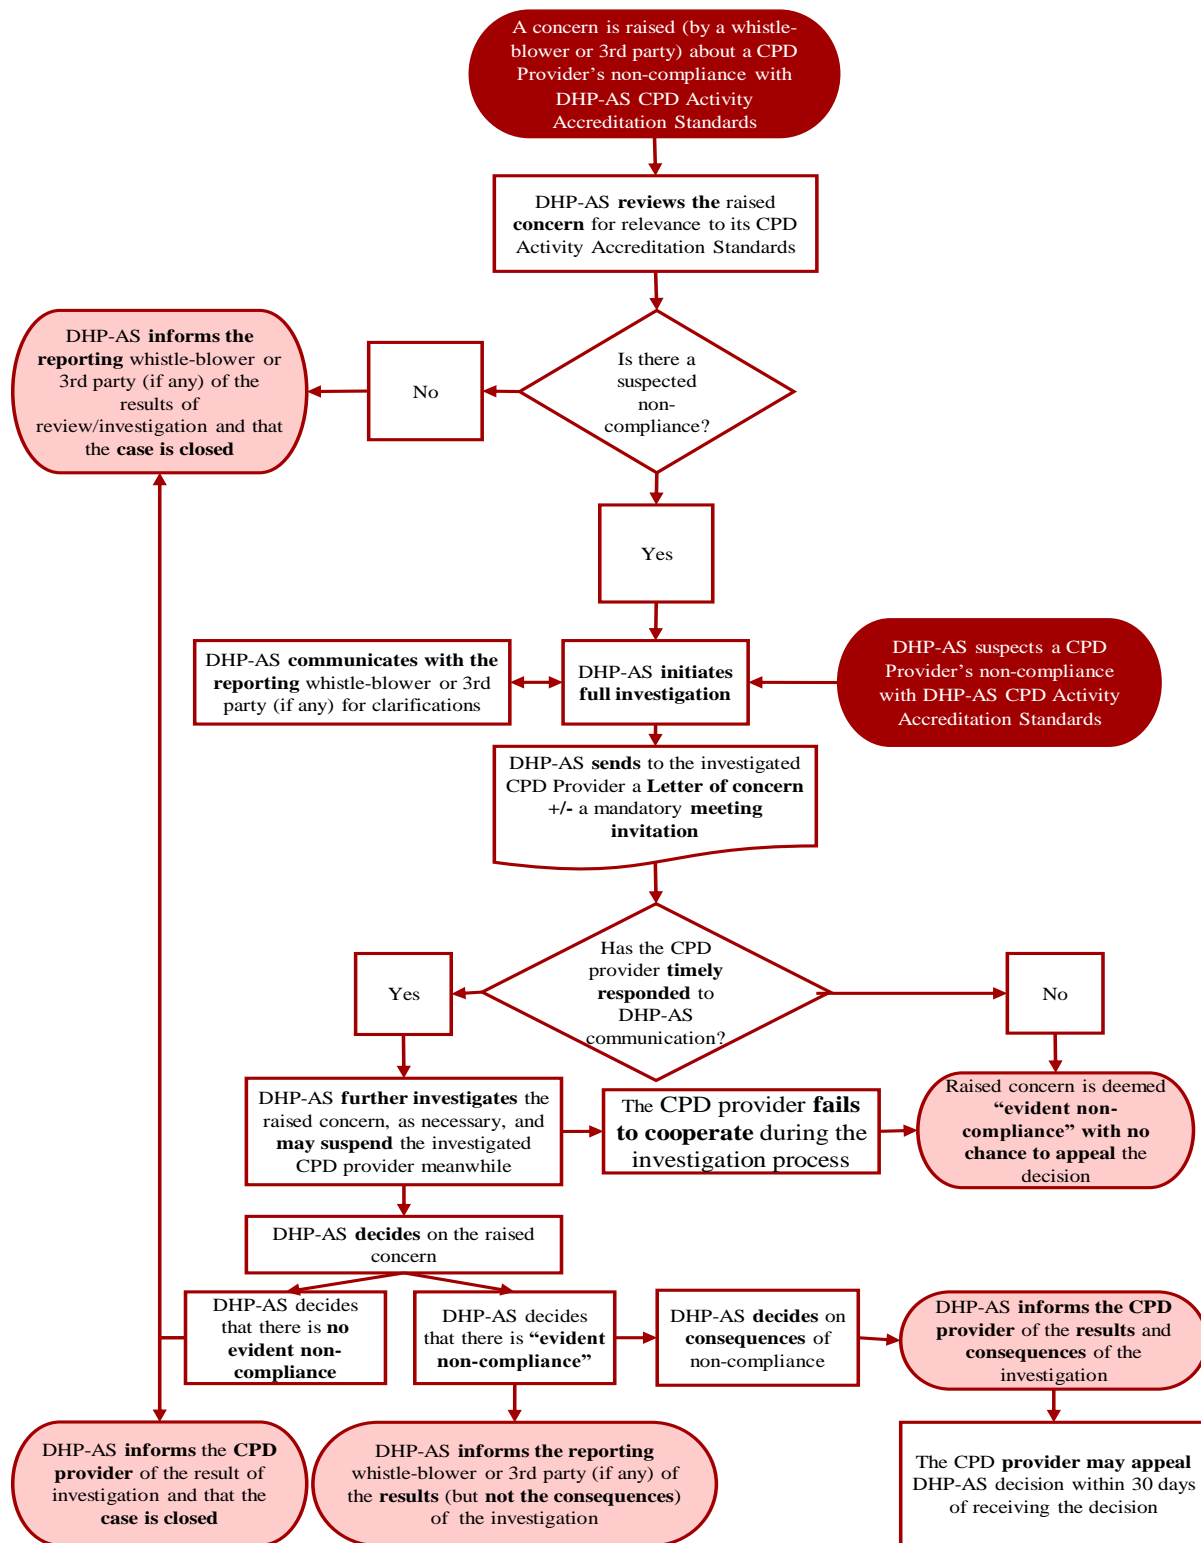 A concern is raised (by a whistle-
blower or 3rd party) about a CPD
Provider’s non-compliance with
DHP-AS CPD Activity
Accreditation Standards
DHP-AS reviews the raised
concern for relevance to its CPD
Activity Accreditation Standards
Is there a
suspected
non-
compliance?
No
DHP-AS informs the
reporting whistle-blower or
3rd party (if any) of the
results of
review/investigation and that
the case is closed
Yes
DHP-AS communicates with the
reporting whistle-blower or 3rd
party (if any) for clarifications
DHP-AS initiates
full investigation
DHP-AS suspects a CPD
Provider’s non-compliance
with DHP-AS CPD Activity
Accreditation Standards
DHP-AS sends to the investigated
CPD Provider a Letter of concern
+/- a mandatory meeting
invitation
Has the CPD
provider timely
responded to
DHP-AS
communication?
Yes
No
DHP-AS further investigates the
raised concern, as necessary, and
may suspend the investigated
CPD provider meanwhile
The CPD provider fails
to cooperate during the
investigation process
Raised concern is deemed
“evident non-
compliance” with no
chance to appeal the
decision
DHP-AS decides on the raised
concern
DHP-AS decides
that there is no
evident non-
compliance
DHP-AS decides
that there is “evident
non-compliance”
DHP-AS decides on
consequences of
non-compliance
DHP-AS informs the CPD
provider of the results and
consequences of the
investigation
DHP-AS informs the CPD
provider of the result of
investigation and that the
case is closed
DHP-AS informs the reporting
whistle-blower or 3rd party (if any) of
the results (but not the consequences)
of the investigation
The CPD provider may appeal
DHP-AS decision within 30 days
of receiving the decision